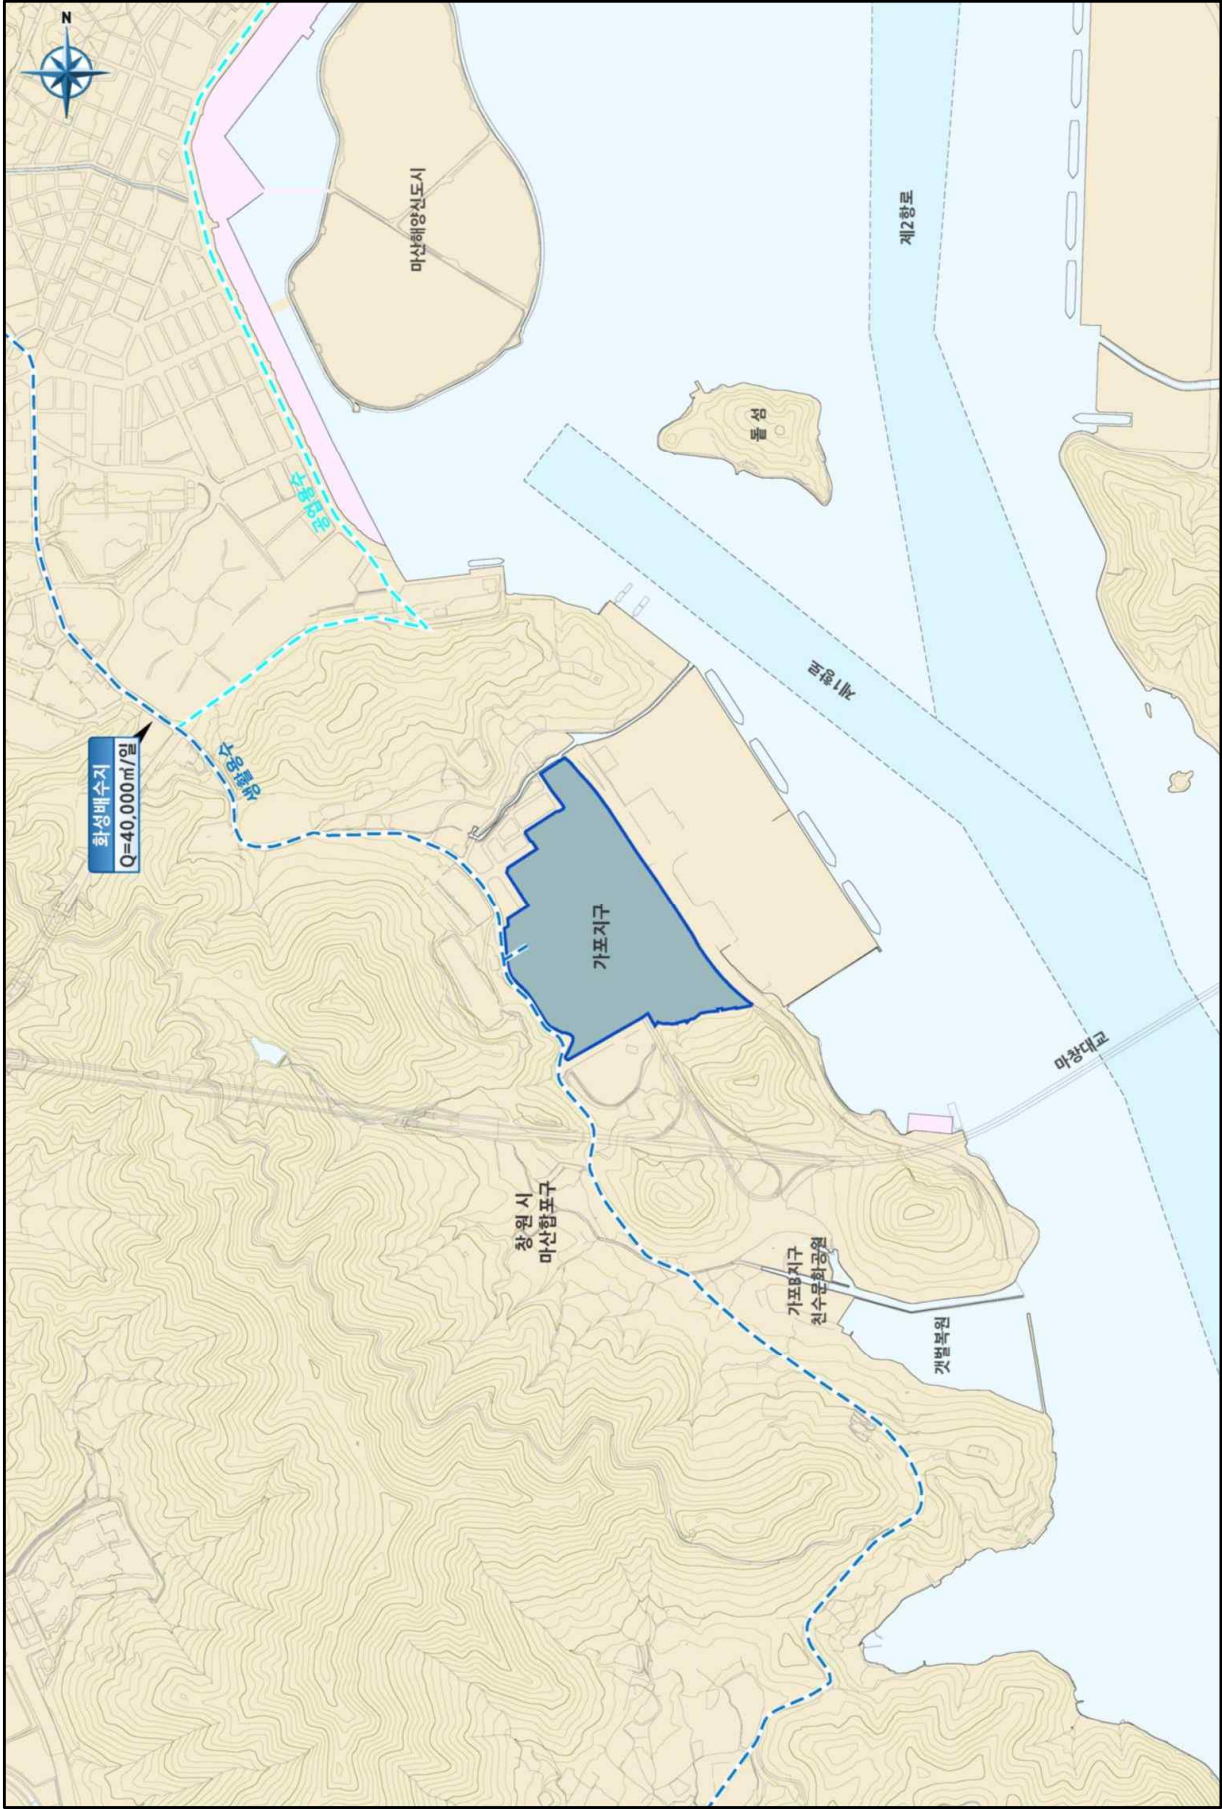 N
마산해양신도시
제2항로
돝 섬
공업용수
제1항로
화성배수지
Q=40,000㎥/일
생활용수
가포지구
마창대교
창 원 시
마산합포구
가포B지구
친수문화공원
갯벌복원